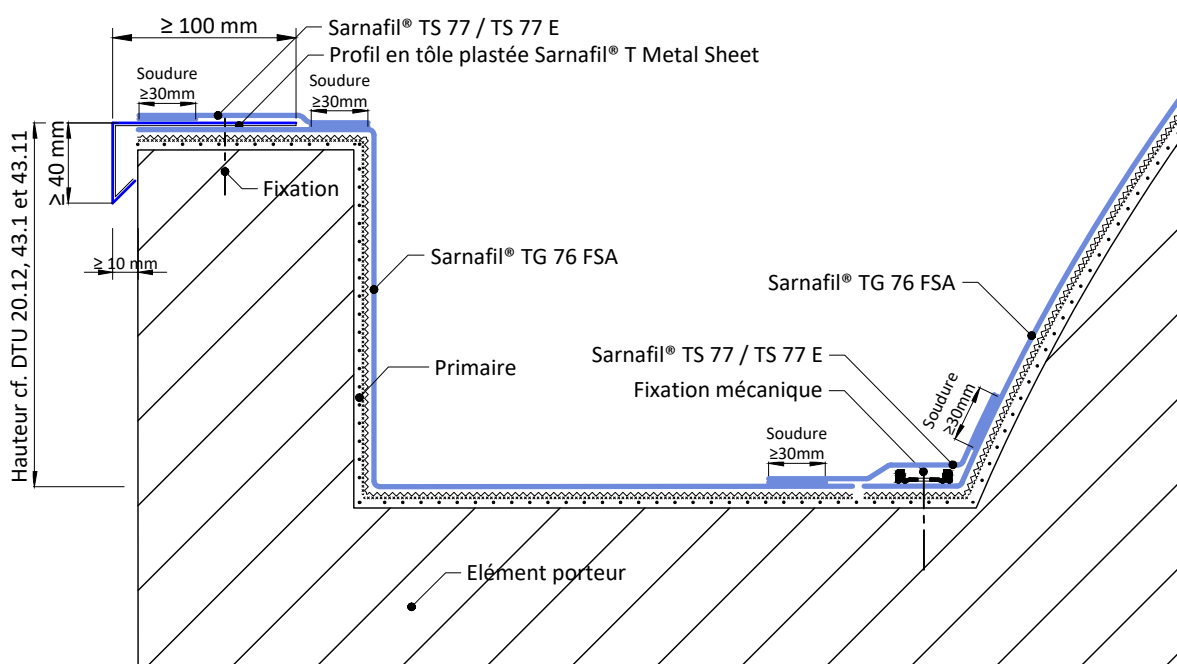 ≥ 100 mm
Sarnafil® TS 77 / TS 77 E
Profil en tôle plastée Sarnafil® T Metal Sheet
Soudure
≥30mm
Soudure
≥30mm
≥ 40 mm
Fixation
Hauteur cf. DTU 20.12, 43.1 et 43.11
≥ 10 mm
Sarnafil® TG 76 FSA
Sarnafil® TG 76 FSA
Primaire
Sarnafil® TS 77 / TS 77 E
Fixation mécanique
Soudure
≥30mm
Soudure
≥30mm
Elément porteur